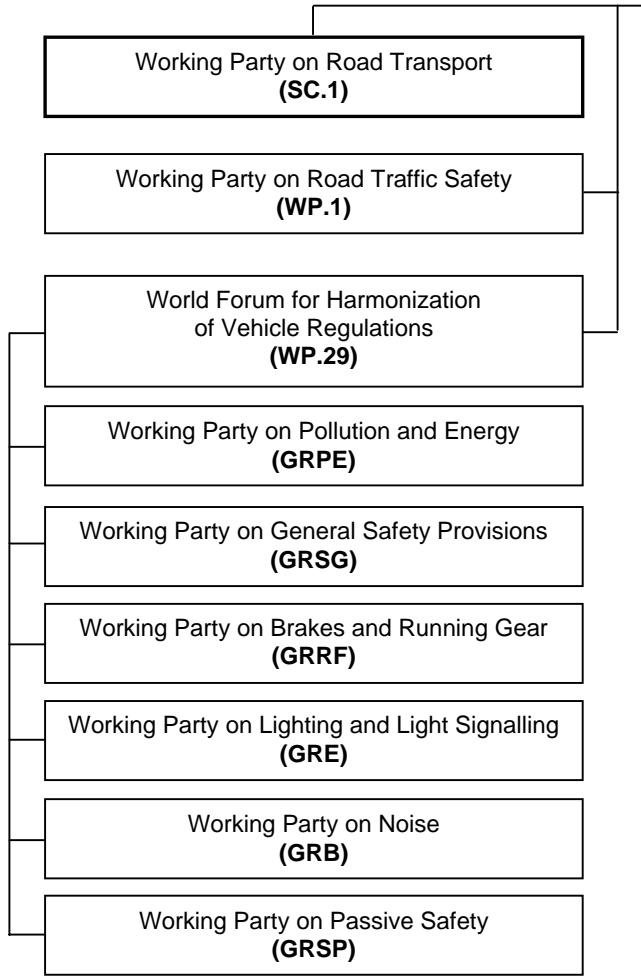 Working Party on Road Transport
(SC.1)
Working Party on Road Traffic Safety
(WP.1)
World Forum for Harmonization
of Vehicle Regulations
(WP.29)
Working Party on Pollution and Energy
(GRPE)
Working Party on General Safety Provisions
(GRSG)
Working Party on Brakes and Running Gear
(GRRF)
Working Party on Lighting and Light Signalling
(GRE)
Working Party on Noise
(GRB)
Working Party on Passive Safety
(GRSP)